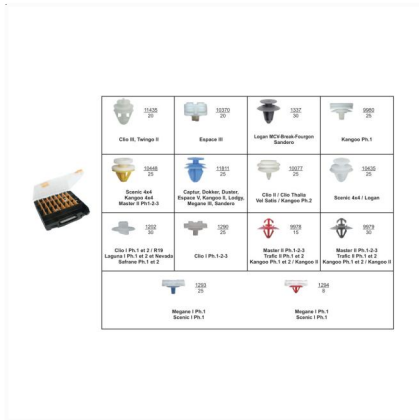 11435
20
Clio III, Twingo II
10370
20
Espace III
1337
30
Logan MCV-Break-Fourgon
Sandero
9980
25
Kangoo Ph.1
10448
25
Scenic 4x4
Kangoo 4x4
Master II Ph1-2-3
11811
25
Captur, Dokker, Duster,
Espace V, Kangoo II, Lodgy,
Megane III, Sandero
10077
25
Clio II / Clio Thalia
Vel Satis / Kangoo Ph.2
10435
25
Scenic 4x4 / Logan
1202
30
Clio I Ph.1 et 2 / R19
Laguna I Ph.1 et 2 et Nevada
Safrane Ph.1 et 2
1290
25
Clio I Ph.1-2-3
9978
15
Master II Ph.1-2-3
Trafic II Ph.1 et 2
Kangoo Ph.1 et 2 / Kangoo II
9979
30
Master II Ph.1-2-3
Trafic II Ph.1 et 2
Kangoo Ph.1 et 2 / Kangoo II
1293
25
Megane I Ph.1
Scenic I Ph.1
1294
8
Megane I Ph.1
Scenic I Ph.1